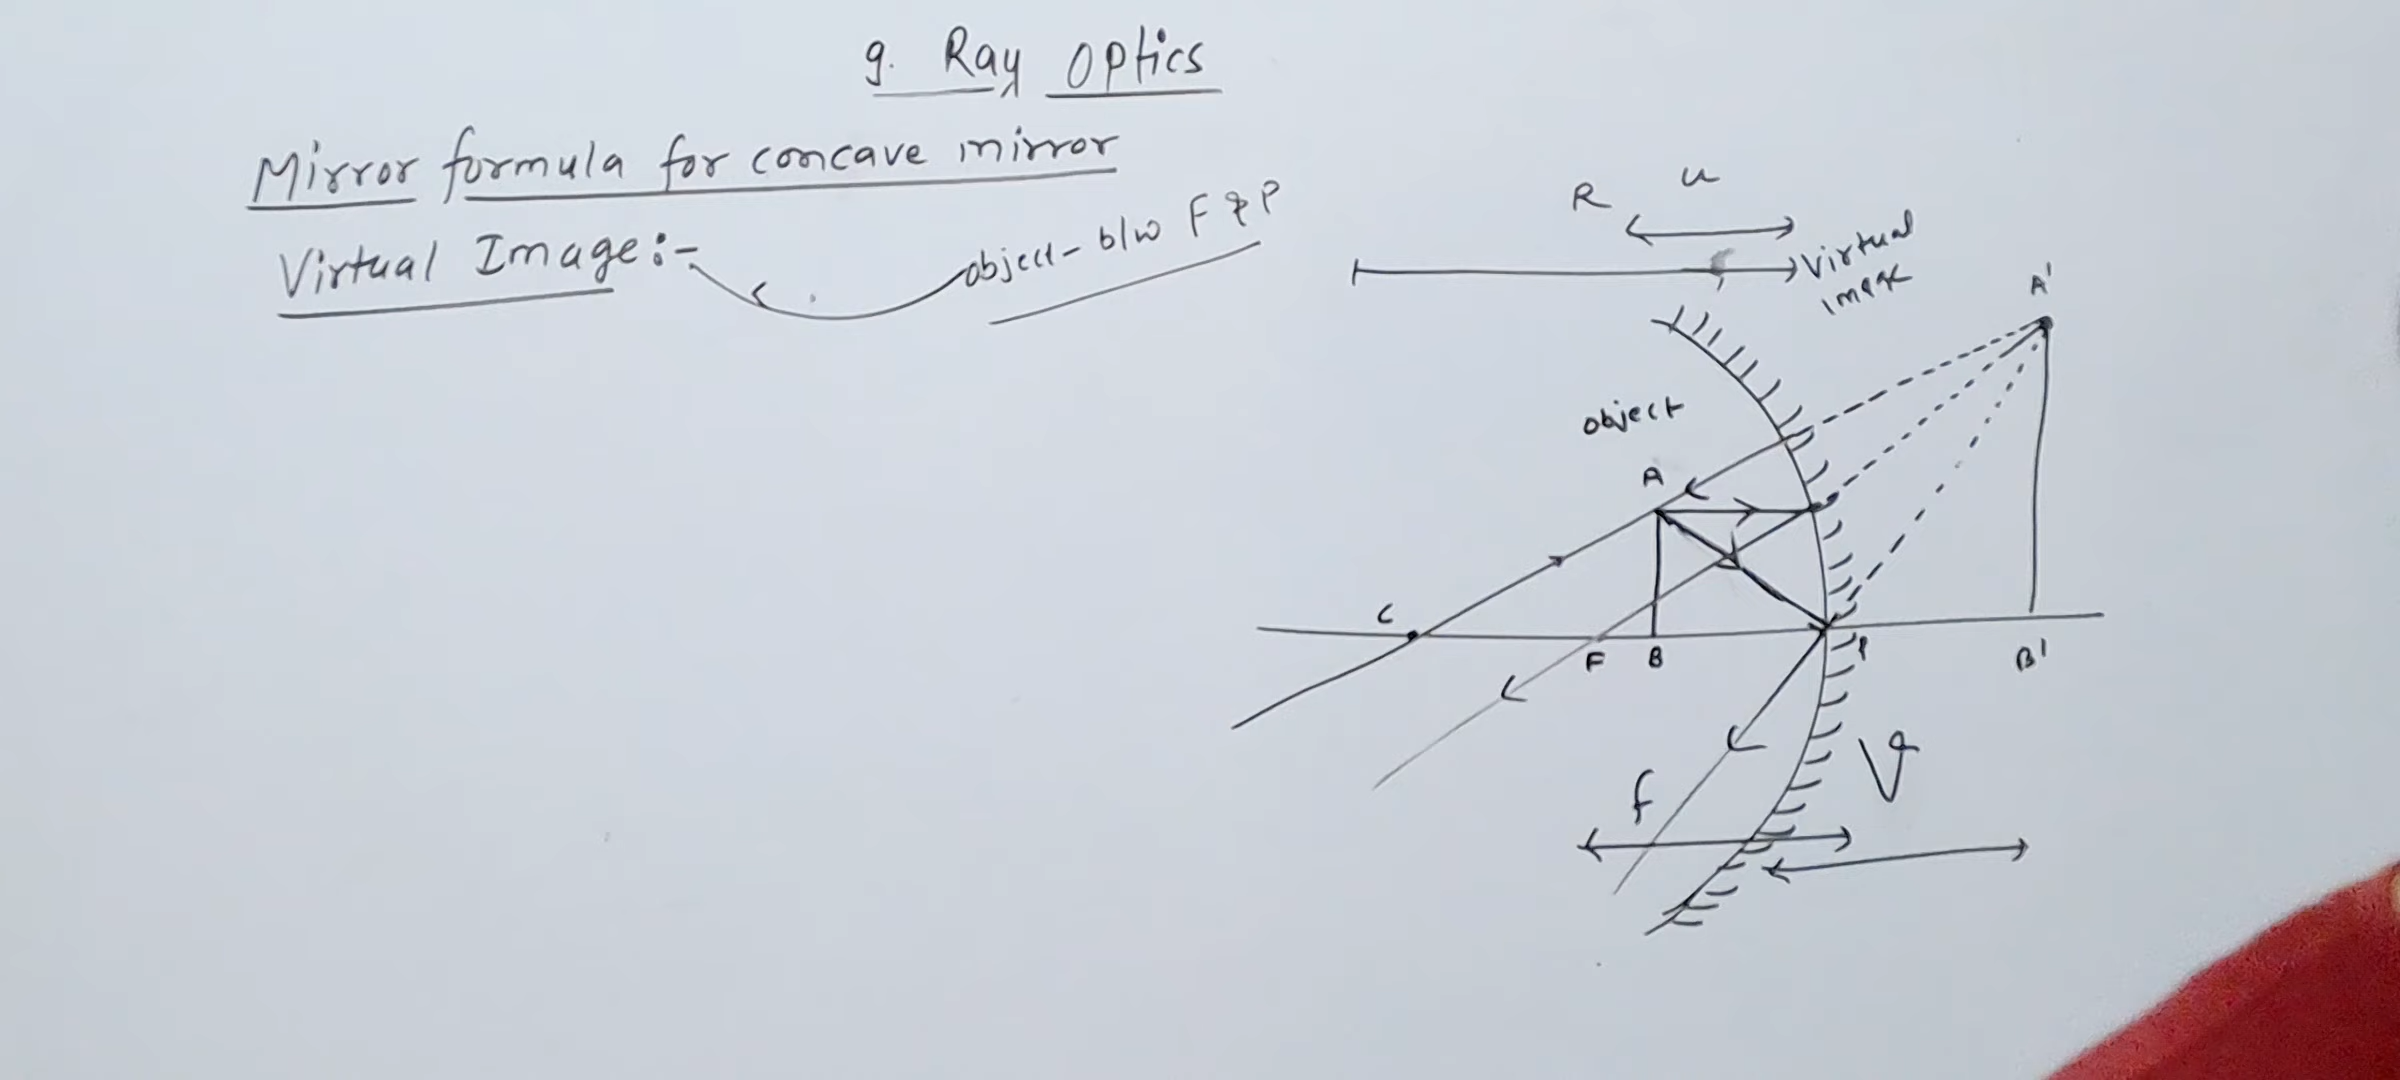 9. Ray Optics
Mirror formula for concave mirror
Virtual Image:-
object - b/w F & P
R
u
Virtual
image
A'
object
A
C
F
B
P
B'
f
V